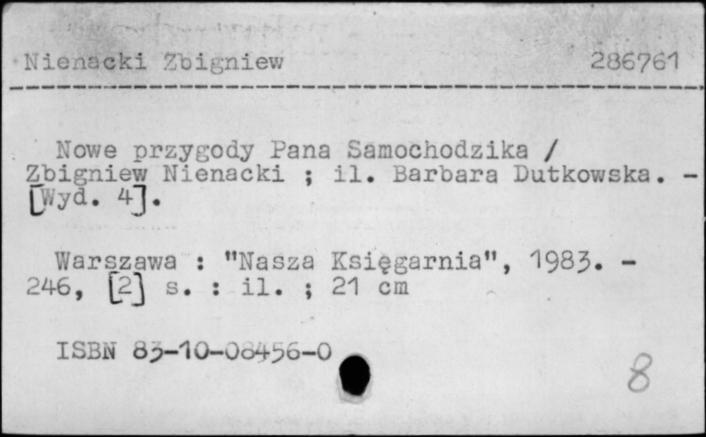 Nienacki Zbigniew 286761
Nowe przygody Pana Samochodzika /
Zbigniew Nienacki ; il. Barbara Dutkowska. -
[Wyd. 4].
Warszawa : "Nasza Księgarnia", 1983. -
246, [2] s. : il. ; 21 cm
ISBN 83-10-08456-0
8